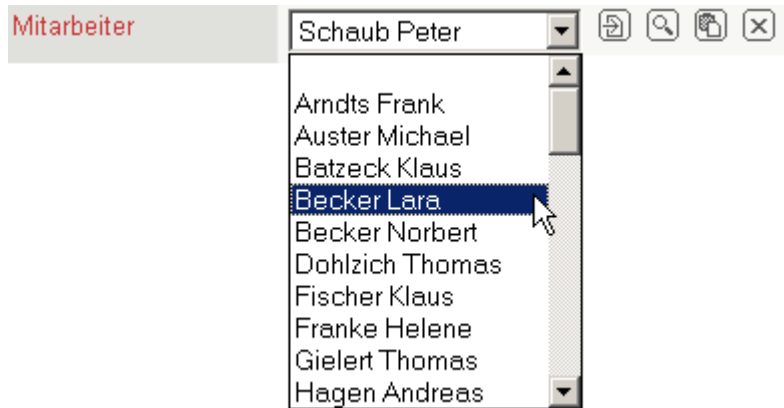 Mitarbeiter
Schaub Peter
Arndts Frank
Auster Michael
Batzeck Klaus
Becker Lara
Becker Norbert
Dohlzich Thomas
Fischer Klaus
Franke Helene
Gielert Thomas
Hagen Andreas